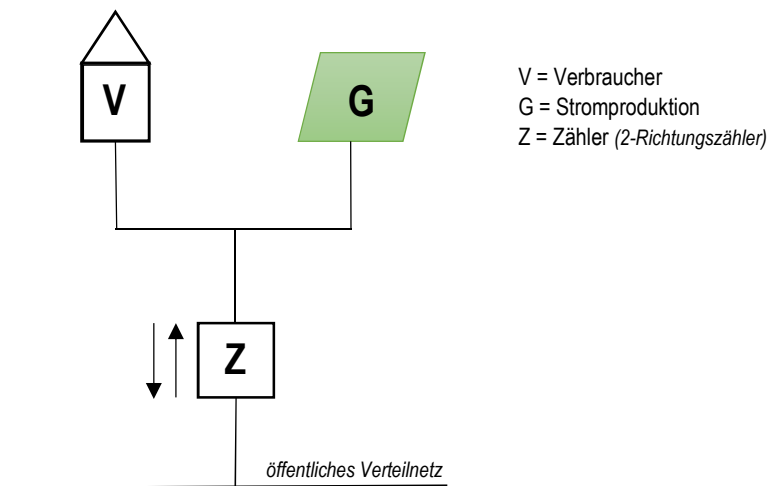 V
G
V = Verbraucher
G = Stromproduktion
Z = Zähler (2-Richtungszähler)
Z
öffentliches Verteilnetz